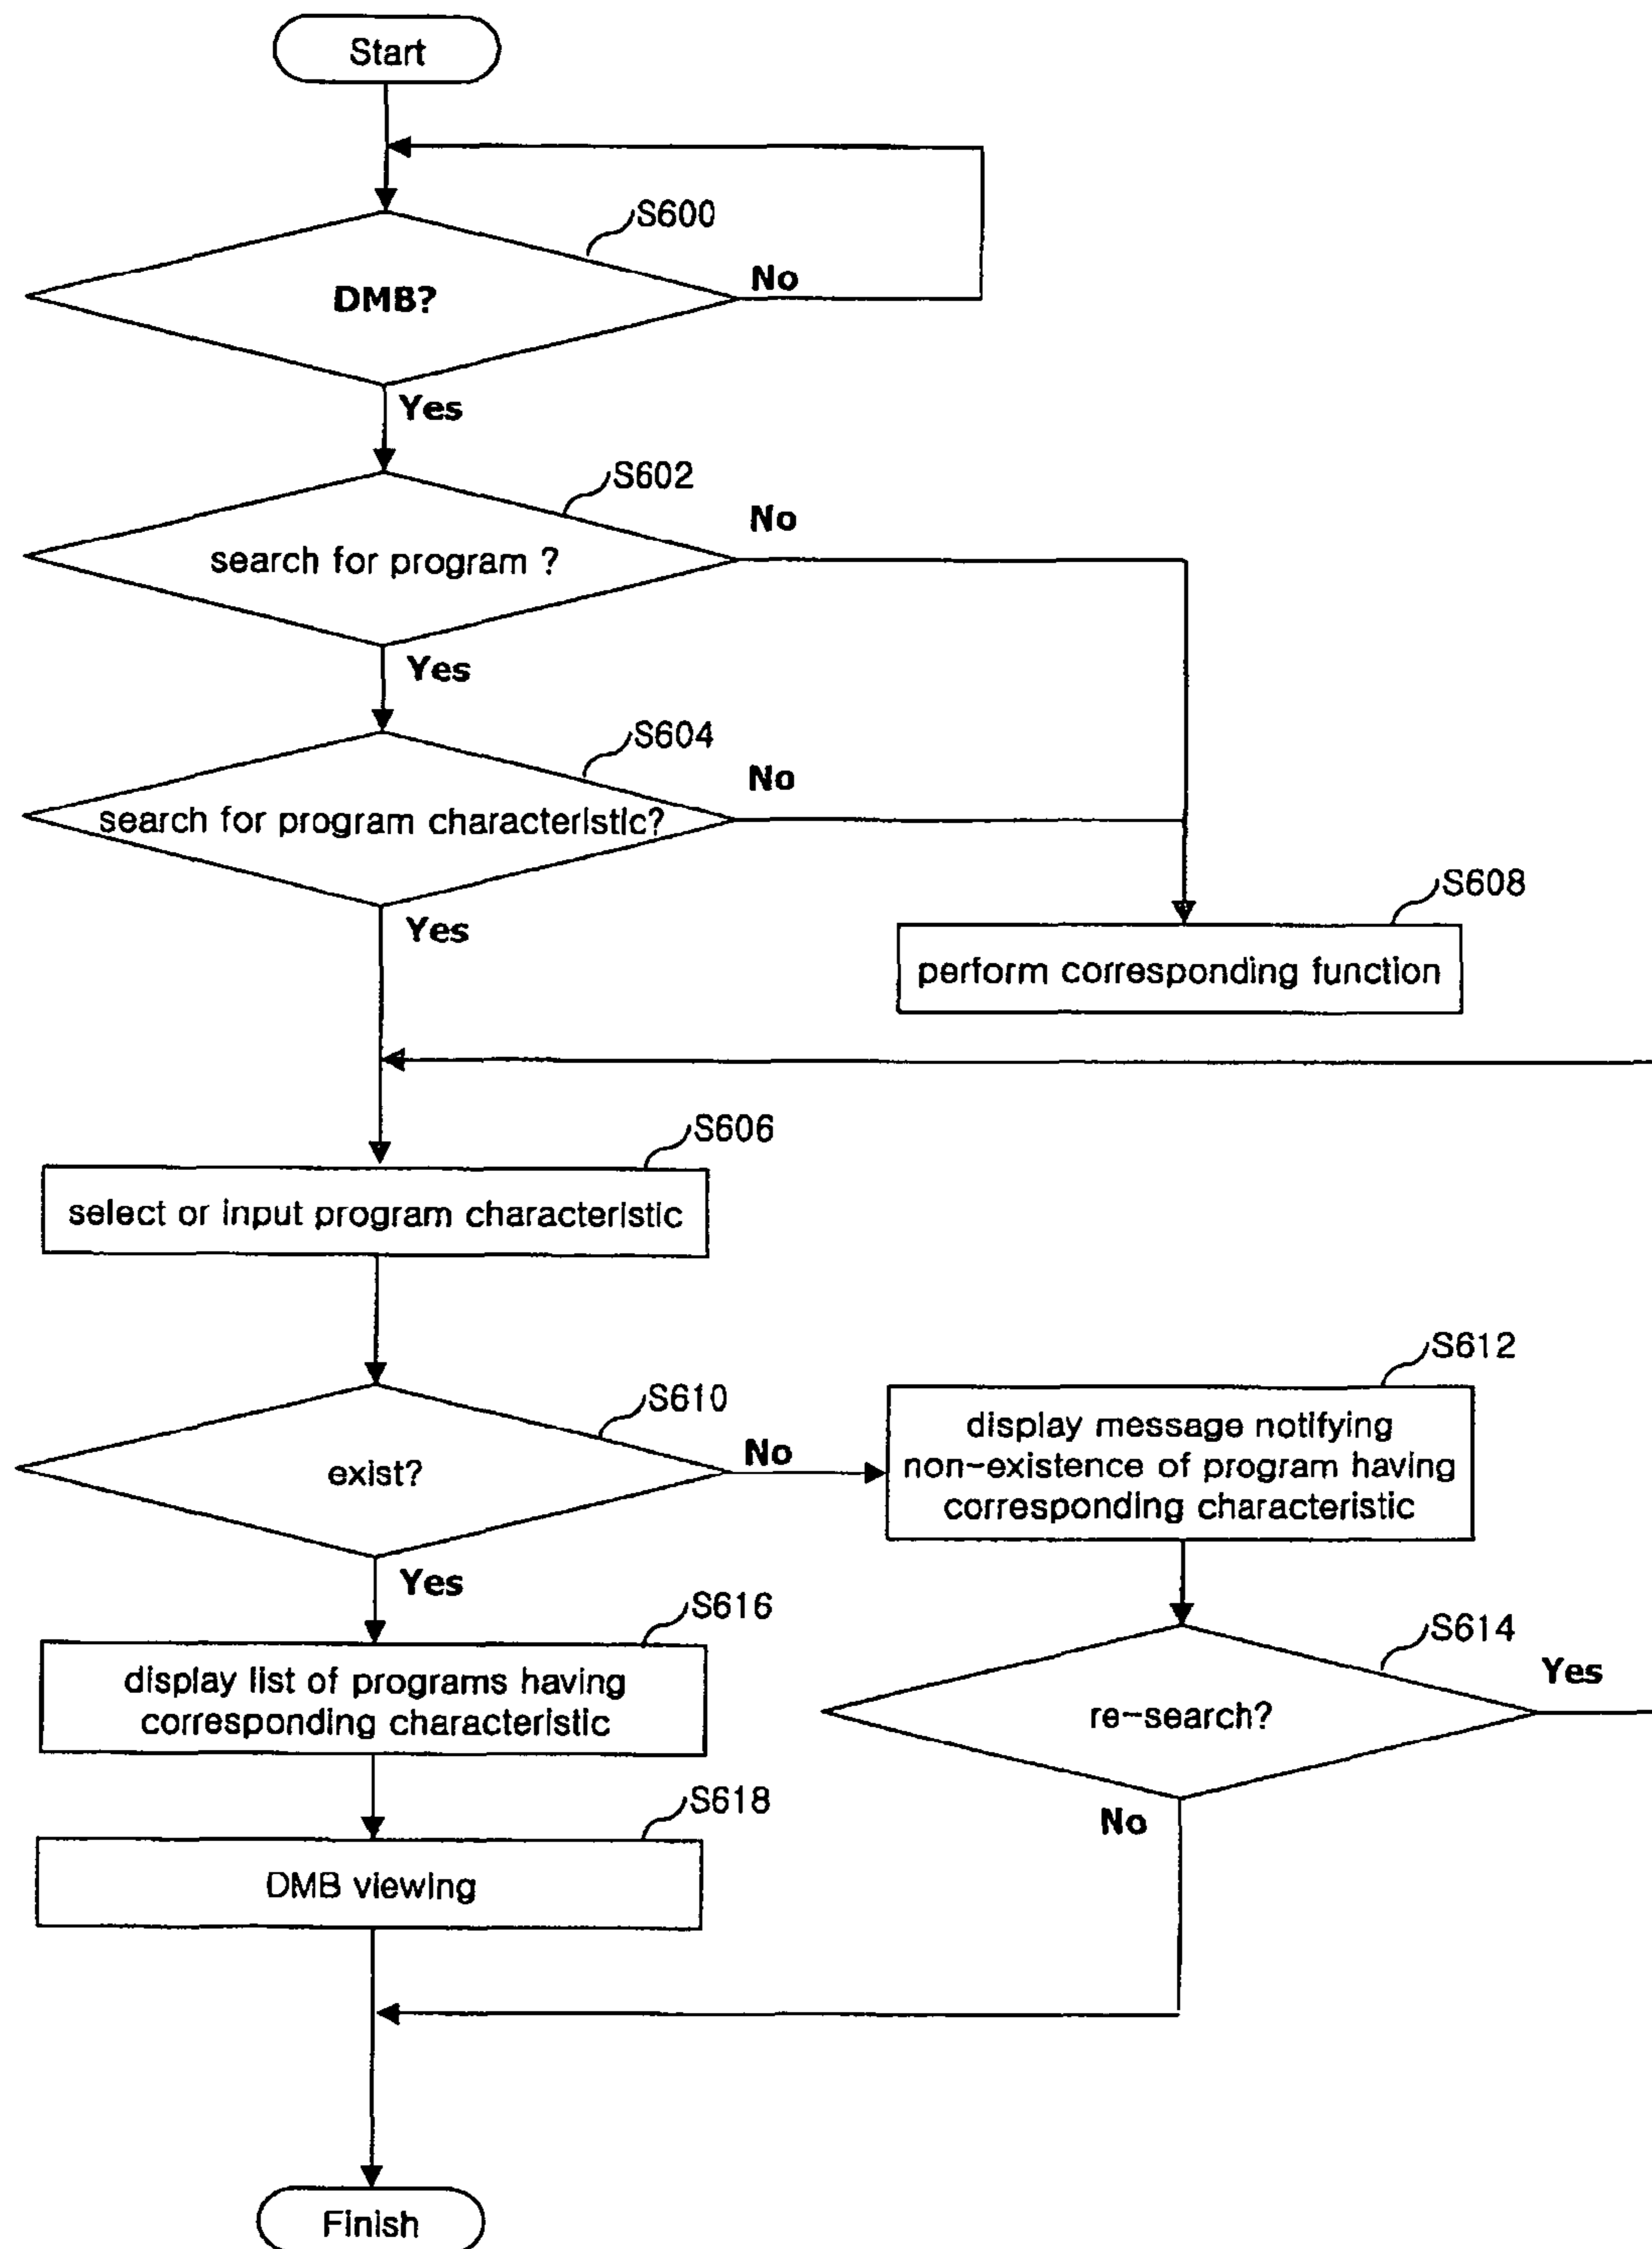 Start
S600
DMB?
No
Yes
S602
search for program ?
No
Yes
S604
search for program characteristic?
No
Yes
S608
perform corresponding function
S606
select or input program characteristic
S610
exist?
No
S612
display message notifying
non-existence of program having
corresponding characteristic
Yes
S616
display list of programs having
corresponding characteristic
S614
re-search?
Yes
No
S618
DMB viewing
Finish